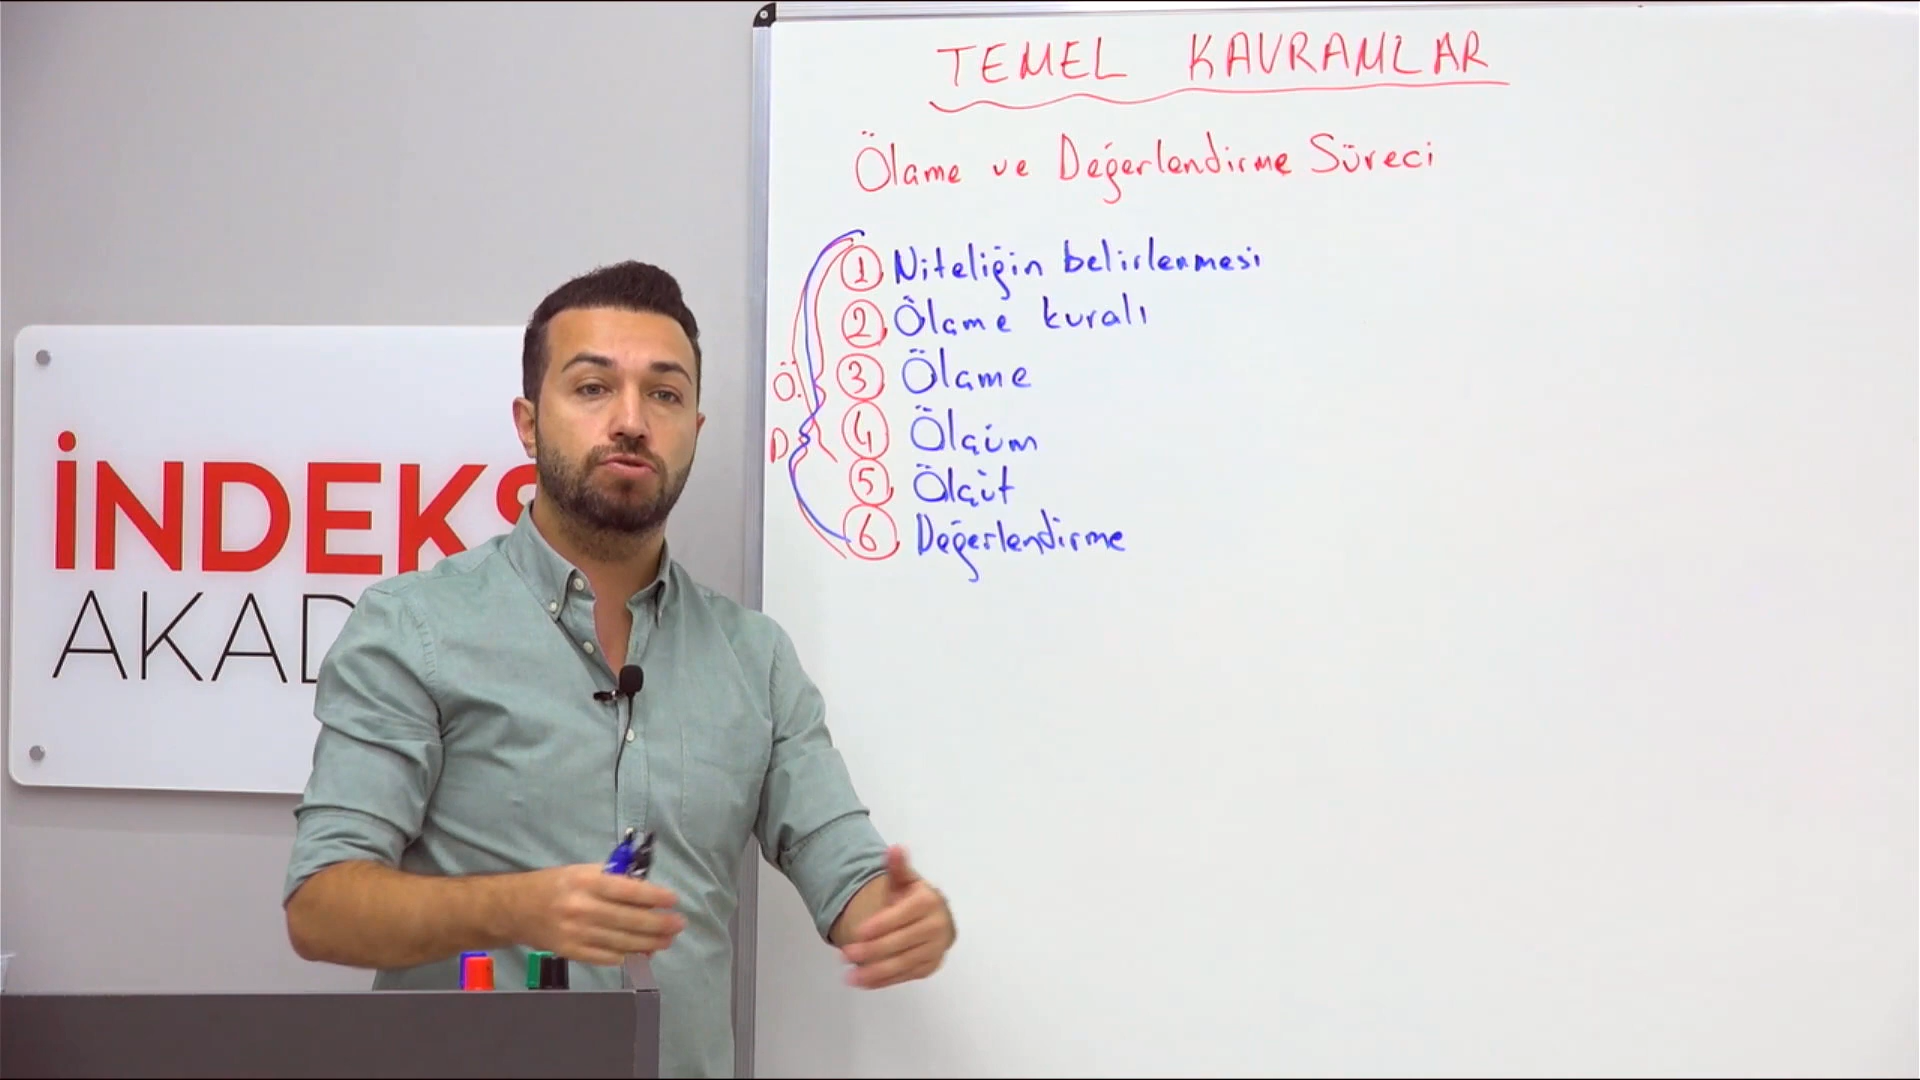 TEMEL KAVRAMLAR
Ölçme ve Değerlendirme Süreci
1 Niteliğin belirlenmesi
2 Ölçme kuralı
Ö. 3 Ölçme
4 Ölçüm
D 5 Ölçüt
6 Değerlendirme
İNDEKS
AKAD